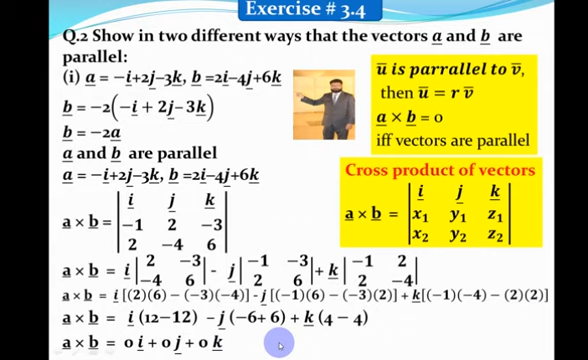 Exercise # 3.4
Q.2 Show in two different ways that the vectors a and b are
parallel:
(i) a = −i+2j−3k, b =2i−4j+6k
b = −2(−i + 2j−3k)
b = −2a
a and b are parallel
a = −i+2j−3k, b =2i−4j+6k
a × b = | i j k |
| −1 2 −3 |
| 2 −4 6 |
a × b = i | 2 −3 | - j | −1 −3 | + k | −1 2 |
| −4 6 | | 2 6 | | 2 −4 |
a × b = i [(2)(6) − (−3)(−4)] - j [(−1)(6) − (−3)(2)] + k[(−1)(−4) − (2)(2)]
a × b = i (12−12) - j (−6+ 6) + k (4 − 4)
a × b = 0 i + 0 j + 0 k
u is parrallel to v,
then u = r v
a × b = 0
iff vectors are parallel
Cross product of vectors
a × b = | i j k |
| x₁ y₁ z₁ |
| x₂ y₂ z₂ |